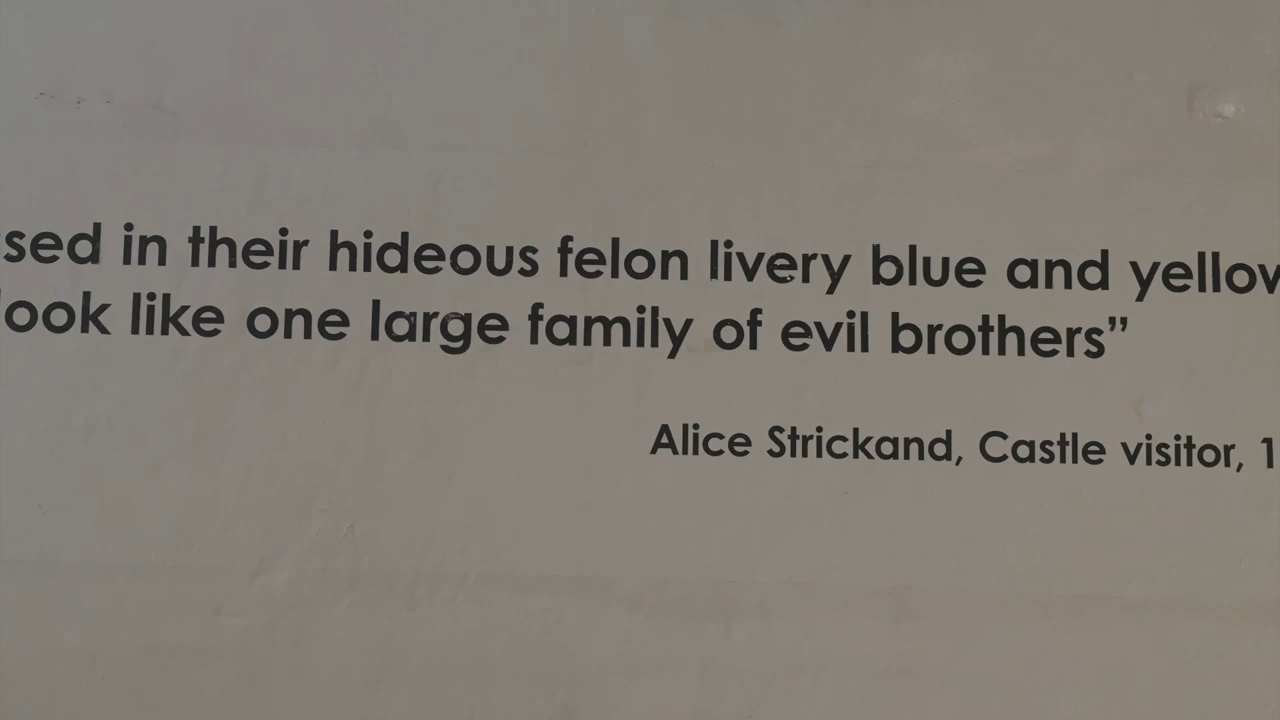 sed in their hideous felon livery blue and yellow
look like one large family of evil brothers”
Alice Strickand, Castle visitor, 1